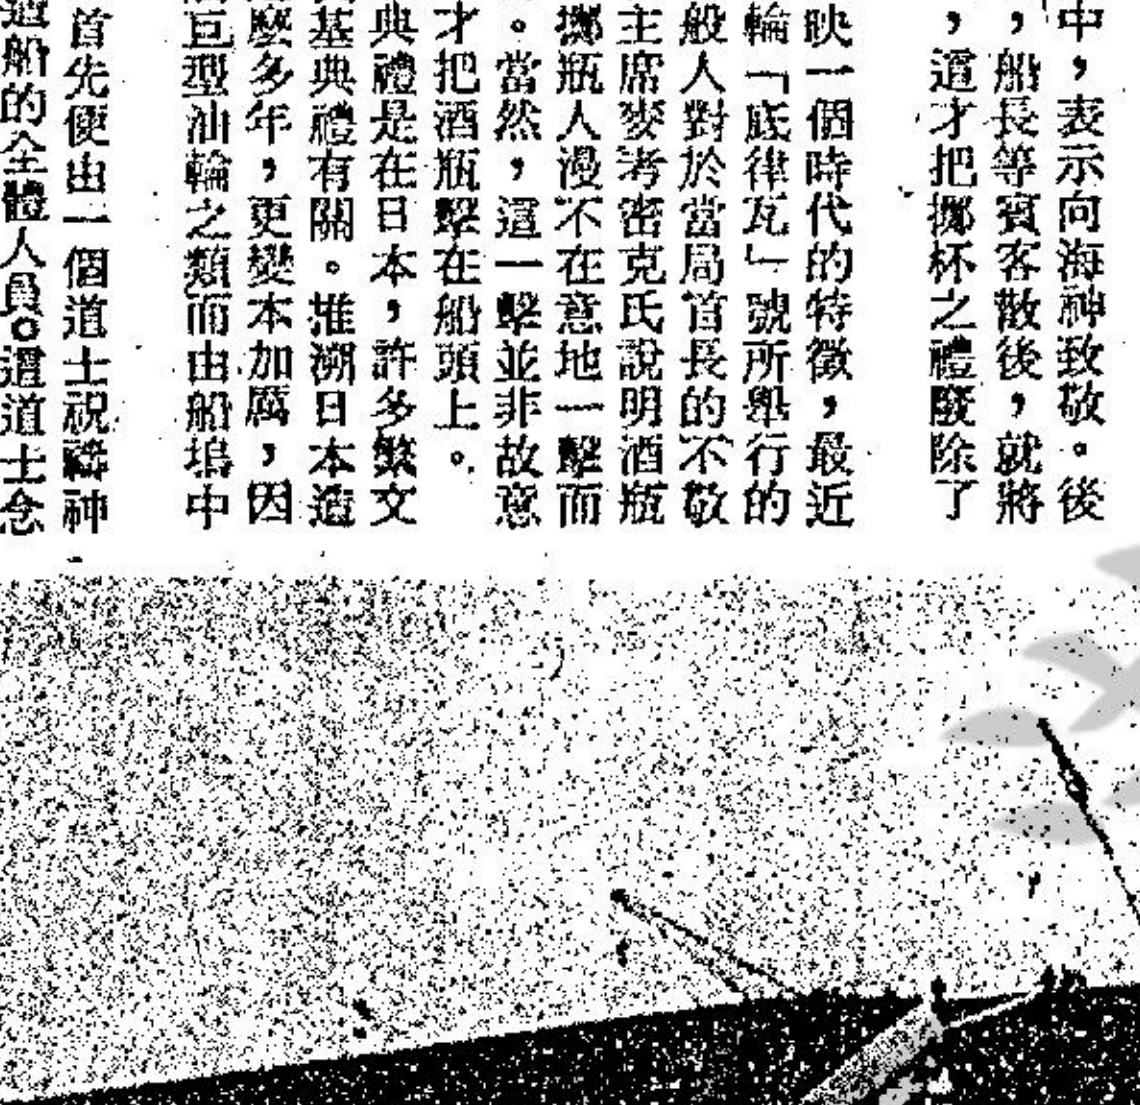 中，表示向海神致敬。後
，船長等賓客散後，就將
，這才把擲杯之禮廢除了
映一個時代的特徵，最近
輪「底律瓦」號所舉行的
般人對於當局首長的不敬
主席麥考密克氏說明酒瓶
擲瓶人漫不在意地一擊而
。當然，這一擊並非故意
才把酒瓶擊在船頭上。
典禮是在日本，許多繁文
基典禮有關。推溯日本造
麼多年，更變本加厲，因
巨型油輪之類而由船塢中
首先便由一個道士祝禱神
這船的全體人員。這道士念